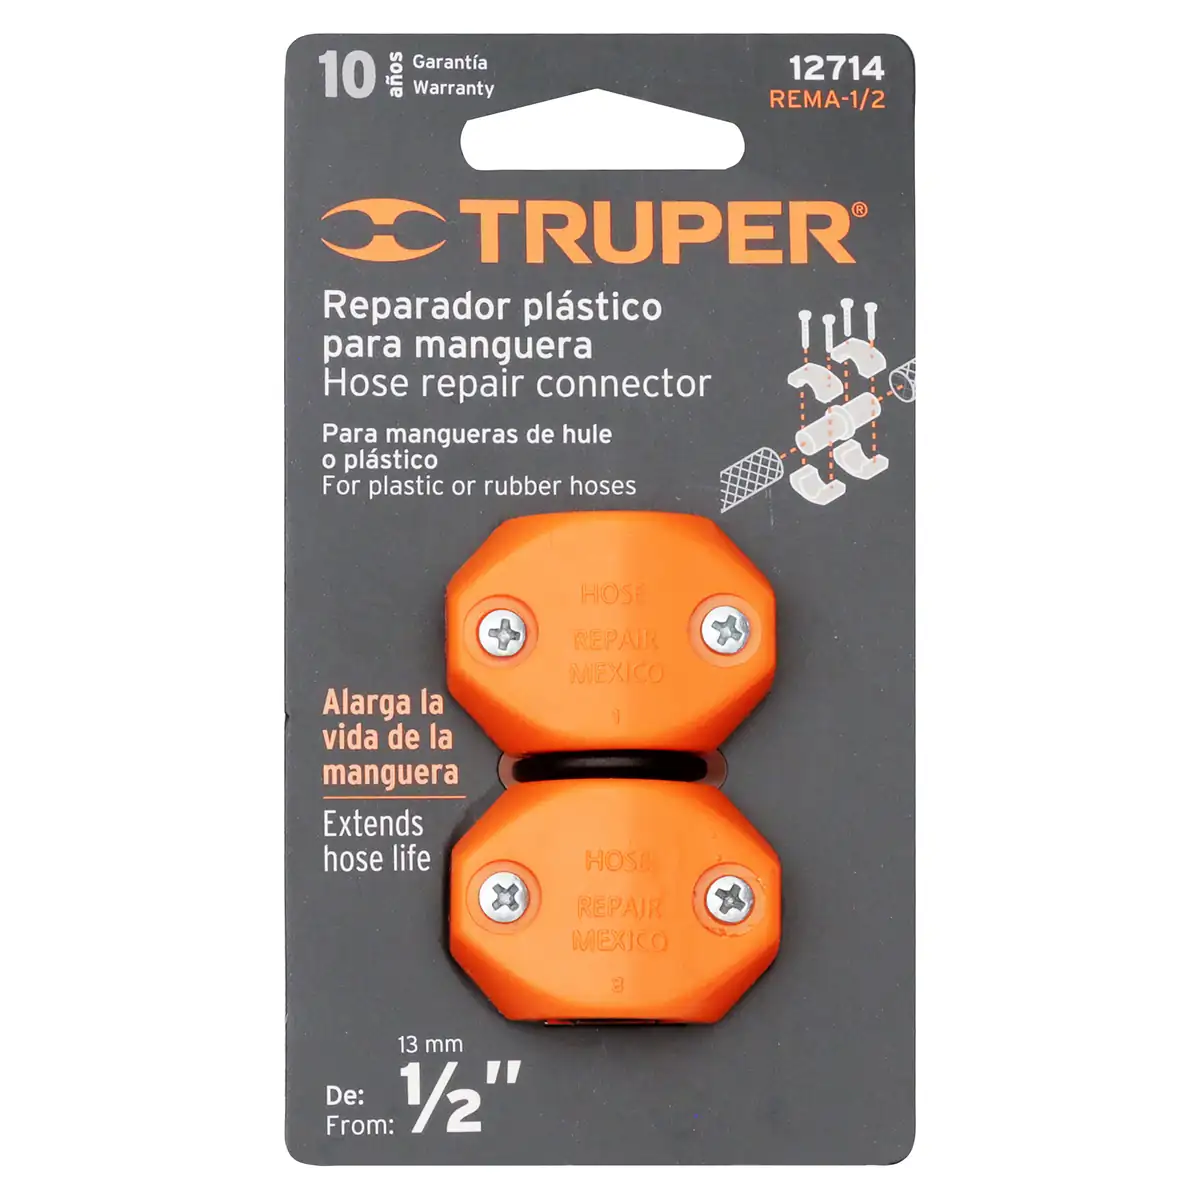 10 años
Garantía
Warranty
12714
REMA-1/2
TRUPER®
Reparador plástico
para manguera
Hose repair connector
Para mangueras de hule
o plástico
For plastic or rubber hoses
HOSE
REPAIR
MEXICO
1
Alarga la
vida de la
manguera
Extends
hose life
HOSE
REPAIR
MEXICO
8
13 mm
De:
From:
1/2"